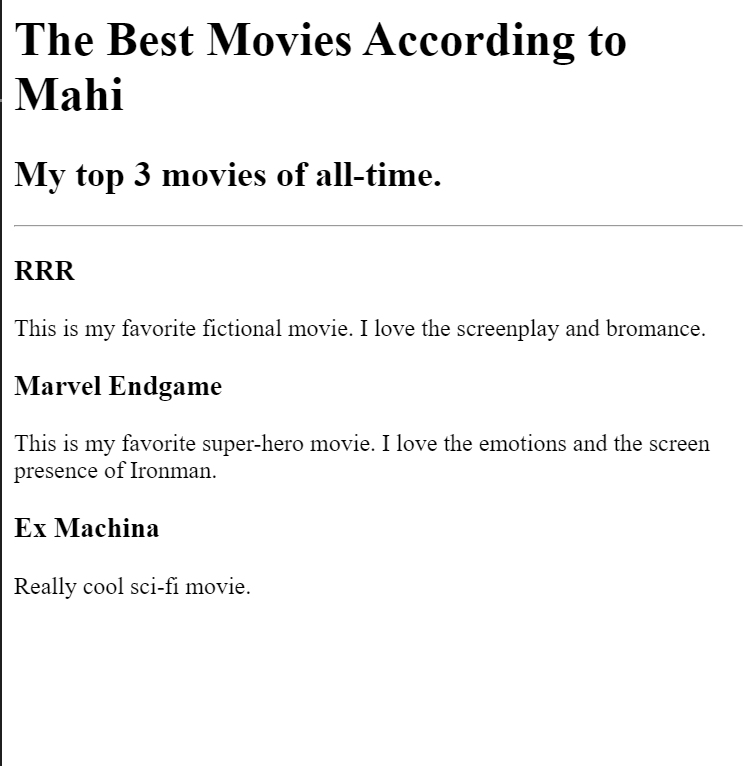 The Best Movies According to
Mahi
My top 3 movies of all-time.
RRR
This is my favorite fictional movie. I love the screenplay and bromance.
Marvel Endgame
This is my favorite super-hero movie. I love the emotions and the screen
presence of Ironman.
Ex Machina
Really cool sci-fi movie.